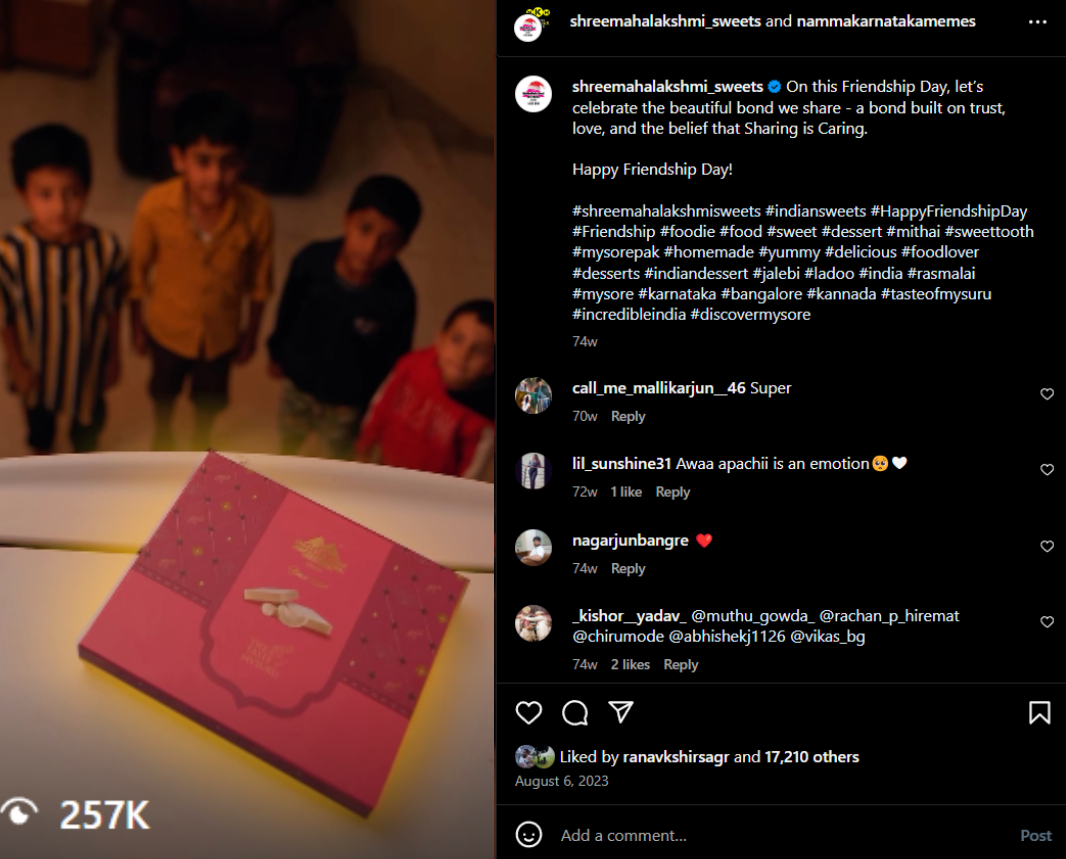 shreemahalakshmi_sweets and nammakarnatakamemes
shreemahalakshmi_sweets On this Friendship Day, let's
celebrate the beautiful bond we share - a bond built on trust,
love, and the belief that Sharing is Caring.
Happy Friendship Day!
#shreemahalakshmisweets #indiansweets #HappyFriendshipDay
#Friendship #foodie #food #sweet #dessert #mithai #sweettooth
#mysorepak #homemade #yummy #delicious #foodlover
#desserts #indiandessert #jalebi #ladoo #india #rasmalai
#mysore #karnataka #bangalore #kannada #tasteofmysuru
#incredibleindia #discovermysore
74w
call_me_mallikarjun__46 Super
70w Reply
lil_sunshine31 Awaa apachii is an emotion🥺🤍
72w 1 like Reply
nagarjunbangre ❤️
74w Reply
_kishor__yadav_ @muthu_gowda_ @rachan_p_hiremat
@chirumode @abhishekj1126 @vikas_bg
74w 2 likes Reply
Liked by ranavkshirsagr and 17,210 others
August 6, 2023
Add a comment... Post
257K